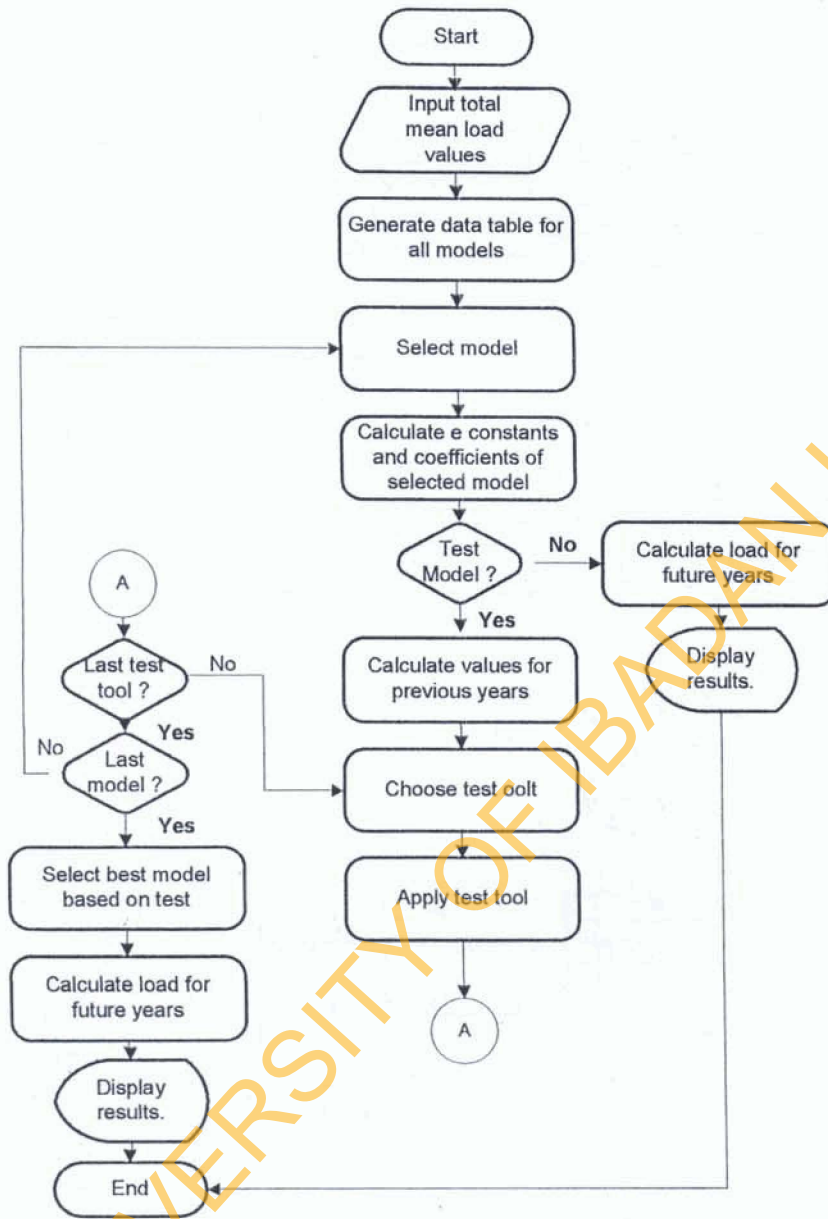 Start
Input total
mean load
values
Generate data table for
all models
Select model
Calculate e constants
and coefficients of
selected model
Test
Model ?
No
Calculate load for
future years
Display
results.
Yes
Calculate values for
previous years
Choose test oolt
Apply test tool
A
A
Last test
tool ?
No
Yes
Last
model ?
No
Yes
Select best model
based on test
Calculate load for
future years
Display
results.
End
VERSITY OF IBADAN